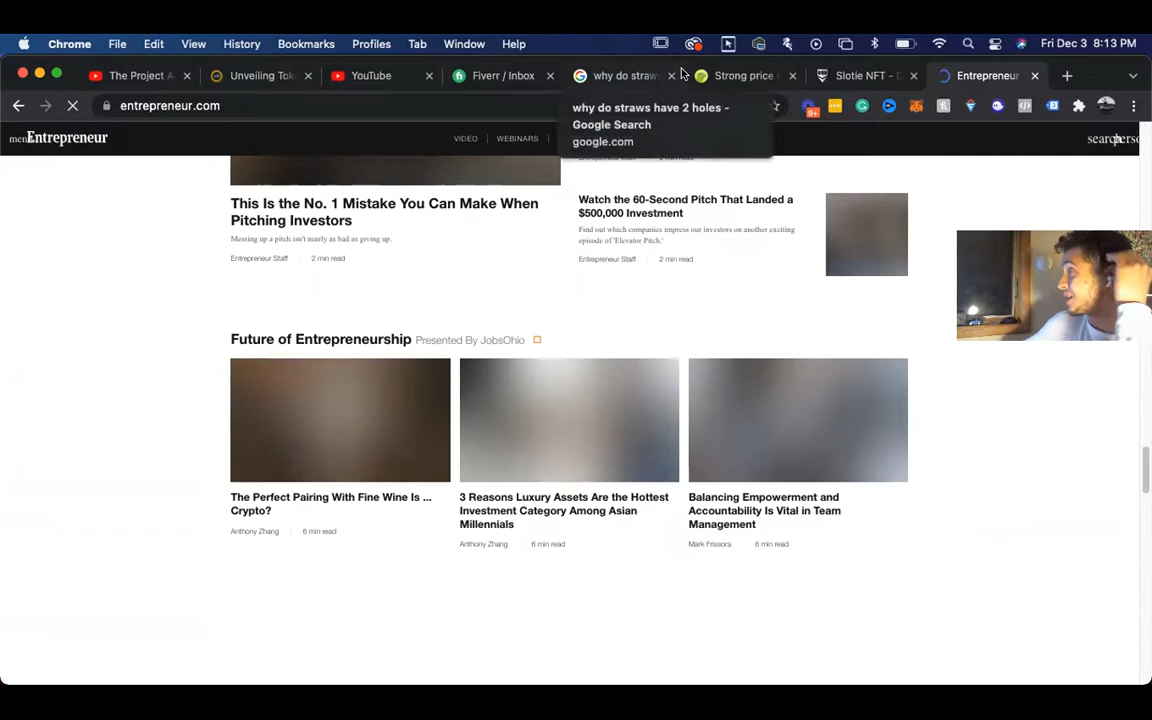 Chrome File Edit View History Bookmarks Profiles Tab Window Help Fri Dec 3 8:13 PM
The Project A Unveiling Tok YouTube Fiverr / Inbox why do straw Strong price Slotie NFT - D Entrepreneur
entrepreneur.com
why do straws have 2 holes -
Google Search
google.com
9+
men Entrepreneur VIDEO WEBINARS search perso
This Is the No. 1 Mistake You Can Make When
Pitching Investors
Messing up a pitch isn't nearly as bad as giving up.
Entrepreneur Staff 2 min read
Watch the 60-Second Pitch That Landed a
$500,000 Investment
Find out which companies impress our investors on another exciting
episode of 'Elevator Pitch.'
Entrepreneur Staff 2 min read
Future of Entrepreneurship Presented By JobsOhio
The Perfect Pairing With Fine Wine Is ...
Crypto?
Anthony Zhang 6 min read
3 Reasons Luxury Assets Are the Hottest
Investment Category Among Asian
Millennials
Anthony Zhang 6 min read
Balancing Empowerment and
Accountability Is Vital in Team
Management
Mark Frissora 6 min read